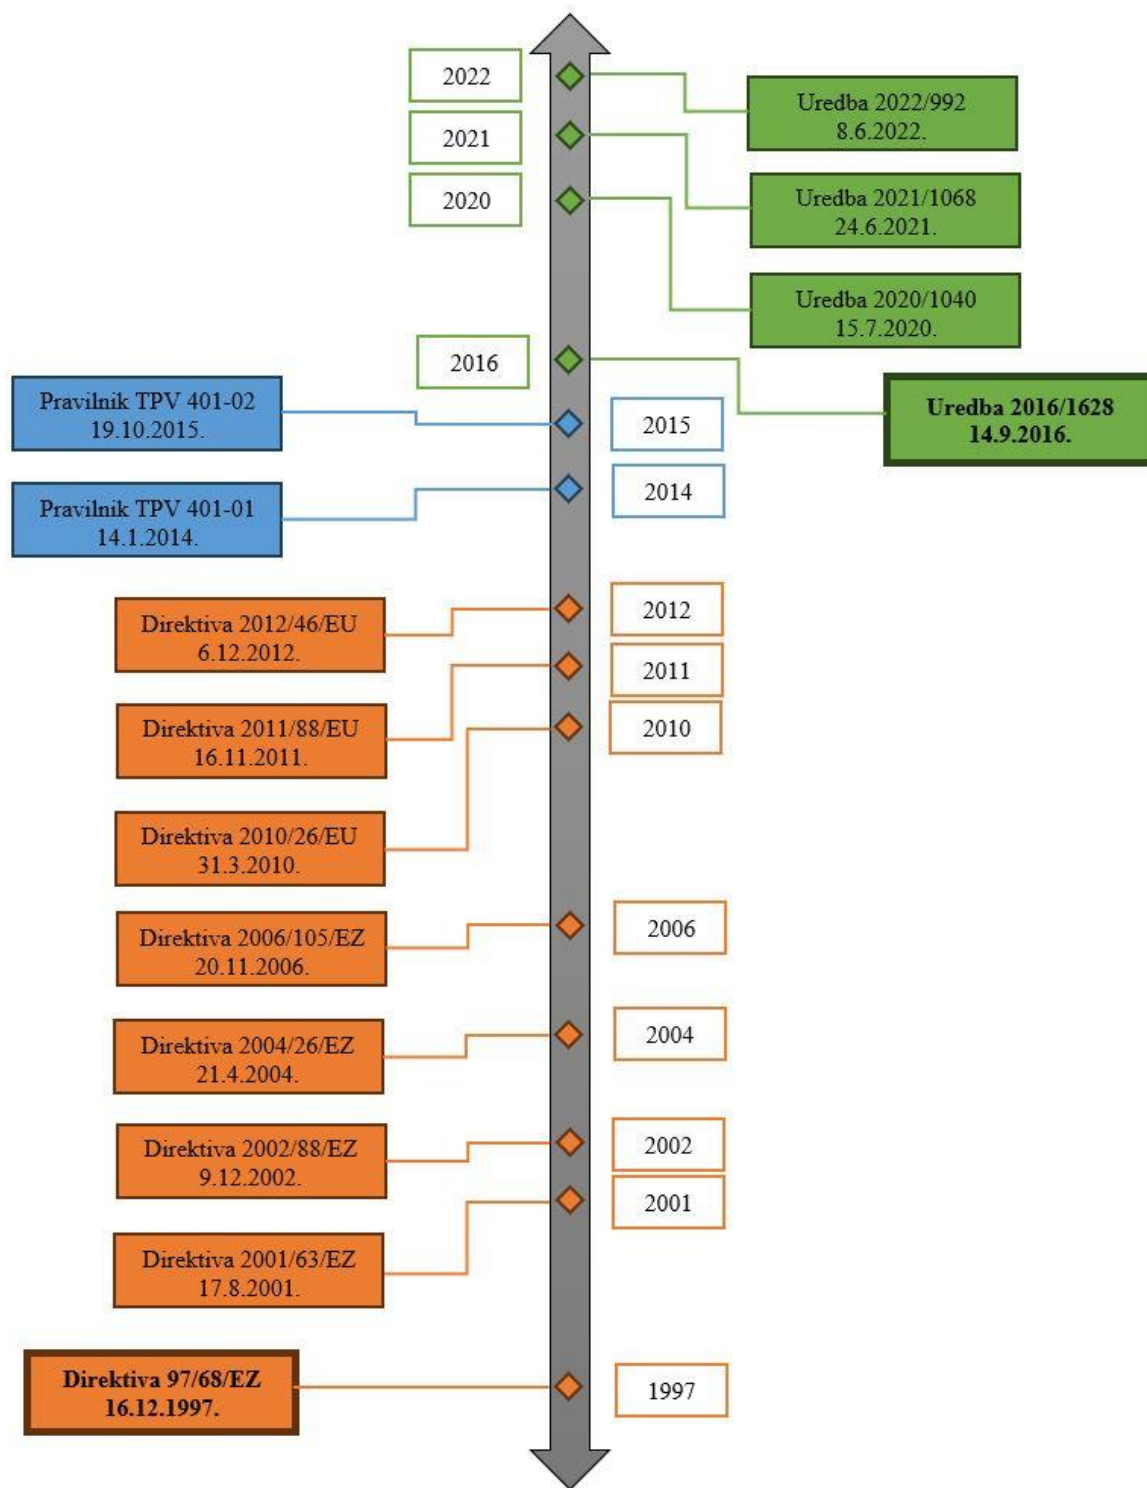 2022
Uredba 2022/992
8.6.2022.
2021
Uredba 2021/1068
24.6.2021.
2020
Uredba 2020/1040
15.7.2020.
2016
Uredba 2016/1628
14.9.2016.
Pravilnik TPV 401-02
19.10.2015.
2015
Pravilnik TPV 401-01
14.1.2014.
2014
Direktiva 2012/46/EU
6.12.2012.
2012
Direktiva 2011/88/EU
16.11.2011.
2011
Direktiva 2010/26/EU
31.3.2010.
2010
Direktiva 2006/105/EZ
20.11.2006.
2006
Direktiva 2004/26/EZ
21.4.2004.
2004
Direktiva 2002/88/EZ
9.12.2002.
2002
Direktiva 2001/63/EZ
17.8.2001.
2001
Direktiva 97/68/EZ
16.12.1997.
1997